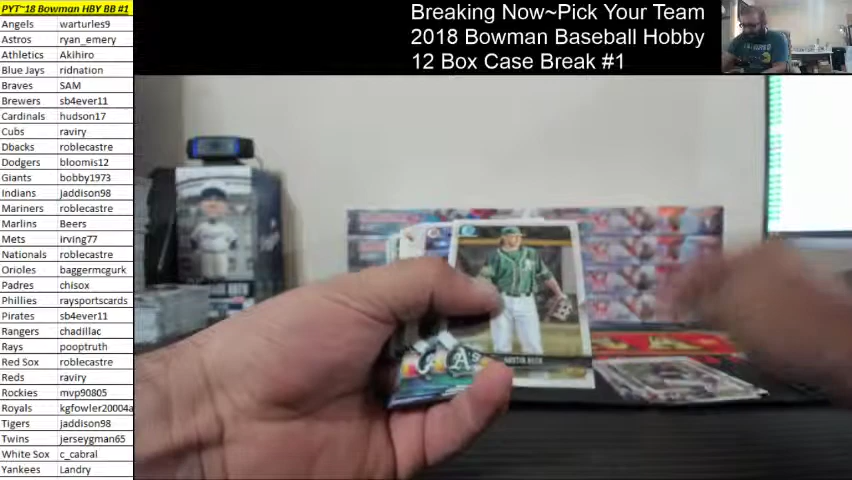 PYT~18 Bowman HBY BB #1
Angels warturles9
Astros ryan_emery
Athletics Akihiro
Blue Jays ridnation
Braves SAM
Brewers sb4ever11
Cardinals hudson17
Cubs raviry
Dbacks roblecastre
Dodgers bloomis12
Giants bobby1973
Indians jaddison98
Mariners roblecastre
Marlins Beers
Mets irving77
Nationals roblecastre
Orioles baggermcgurk
Padres chisox
Phillies raysportscards
Pirates sb4ever11
Rangers chadillac
Rays pooptruth
Red Sox roblecastre
Reds raviry
Rockies mvp90805
Royals kgfowler20004a
Tigers jaddison98
Twins jerseygman65
White Sox c_cabral
Yankees Landry
Breaking Now~Pick Your Team
2018 Bowman Baseball Hobby
12 Box Case Break #1
A's